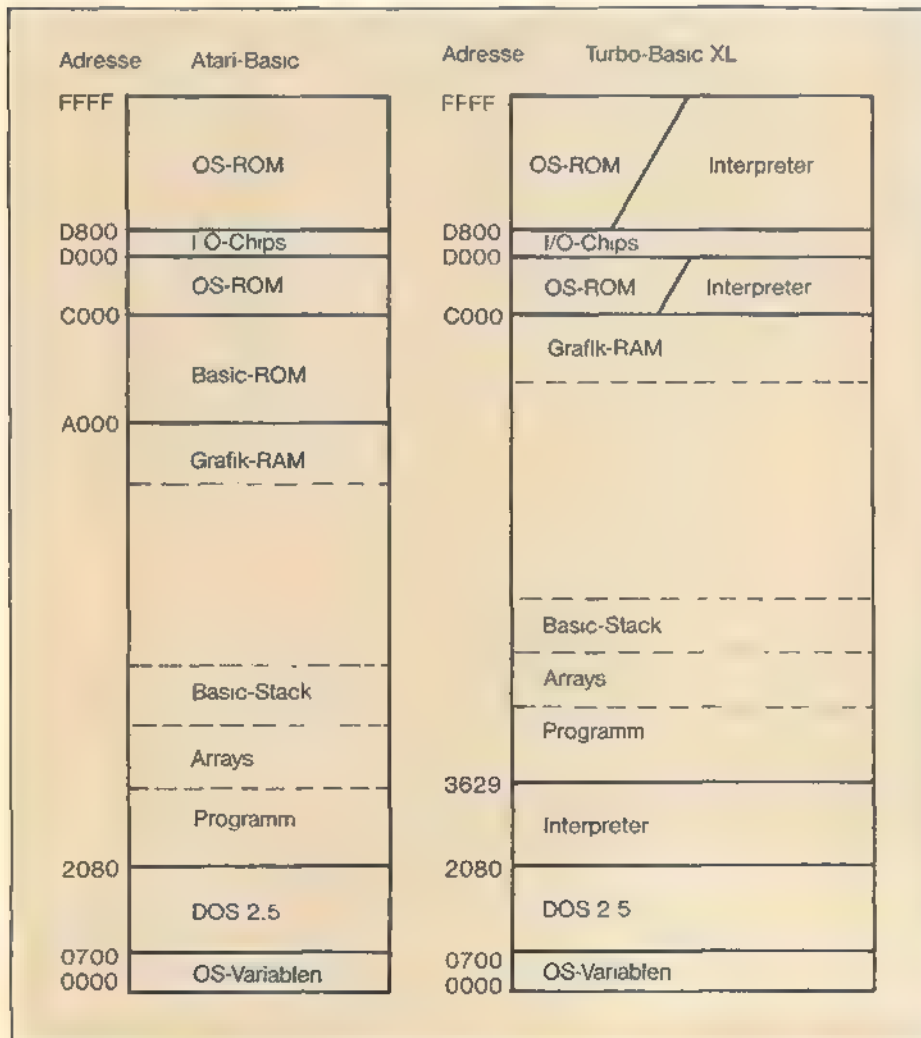 Adresse Atari-Basic
FFFF
OS-ROM
D800
I O-Chips
D000
OS-ROM
C000
Basic-ROM
A000
Grafik-RAM
Basic-Stack
Arrays
Programm
2080
DOS 2.5
0700
OS-Variablen
0000
Adresse Turbo-Basic XL
FFFF
OS-ROM Interpreter
D800
I/O-Chips
D000
OS-ROM Interpreter
C000
Grafik-RAM
Basic-Stack
Arrays
Programm
3629
Interpreter
2080
DOS 2 5
0700
OS-Variablen
0000